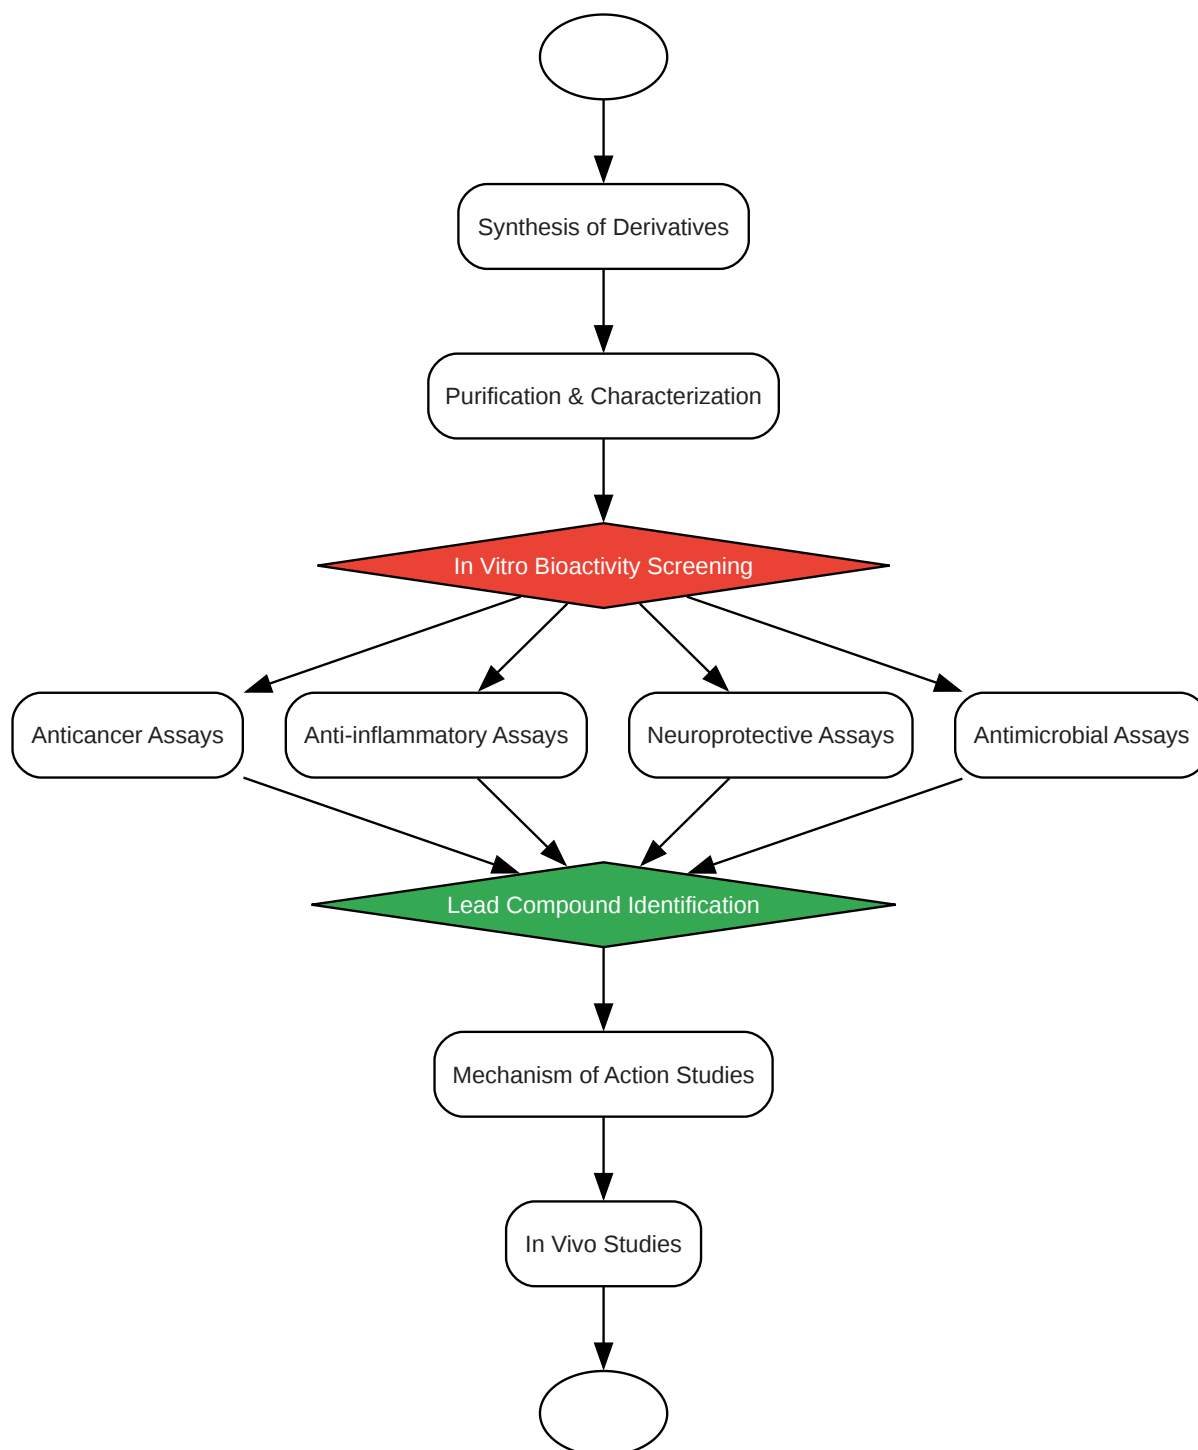 Synthesis of Derivatives
Purification & Characterization
In Vitro Bioactivity Screening
Anticancer Assays
Anti-inflammatory Assays
Neuroprotective Assays
Antimicrobial Assays
Lead Compound Identification
Mechanism of Action Studies
In Vivo Studies